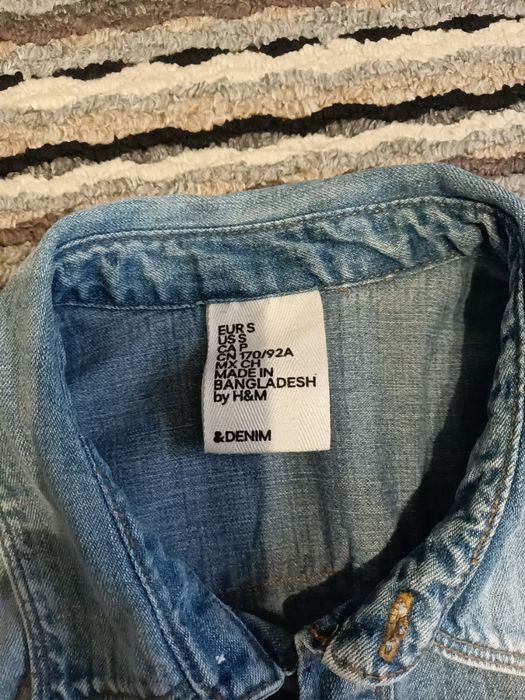 EUR S
US S
CA P
CN 170/92A
MX CH
MADE IN
BANGLADESH
by H&M
&DENIM